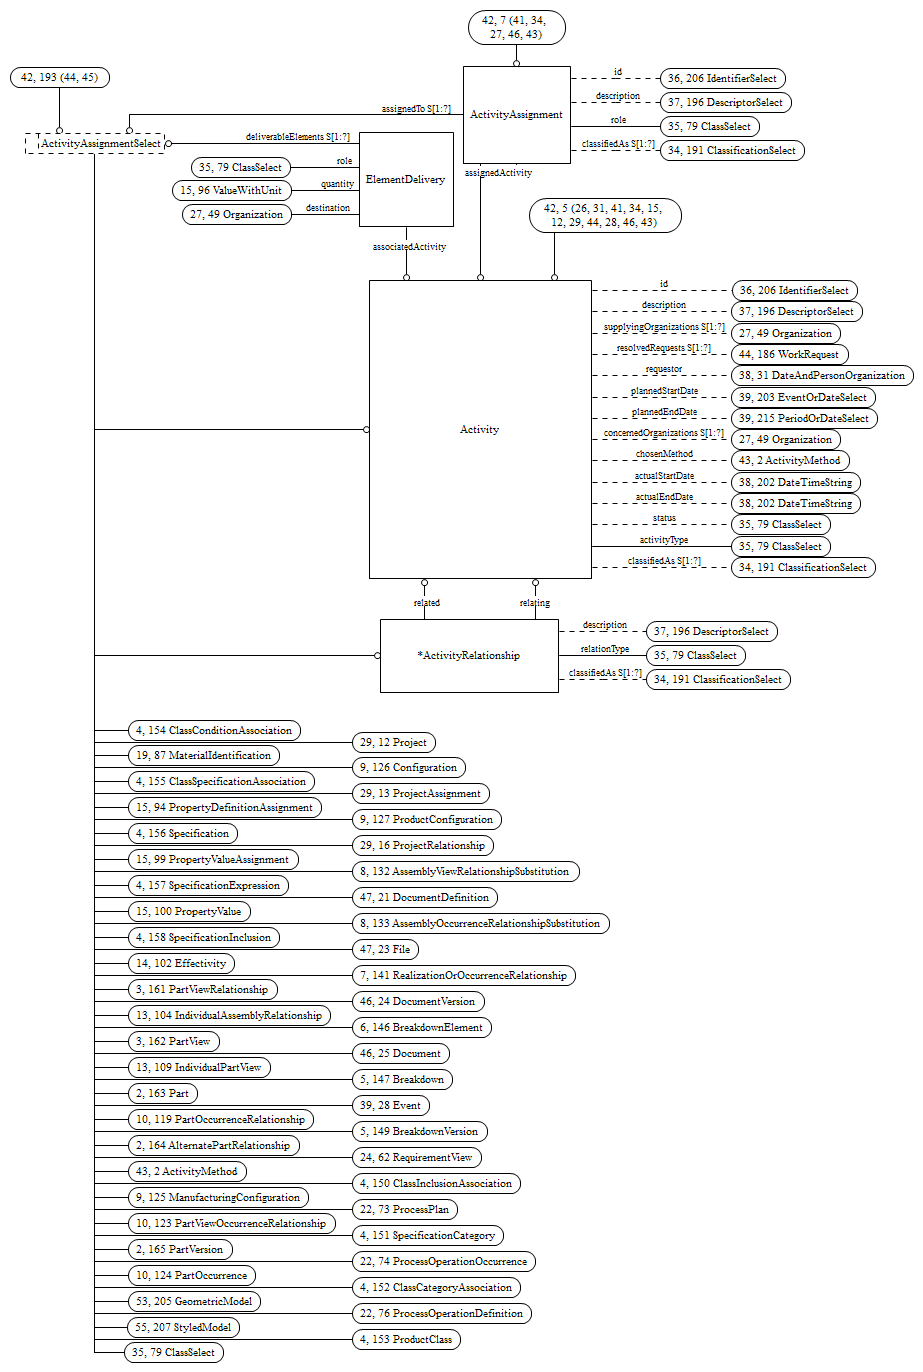 42, 7 (41, 34,
27, 46, 43)
42, 193 (44, 45)
id
36, 206 IdentifierSelect
description
37, 196 DescriptorSelect
assignedTo S[1:?]
ActivityAssignment
role
35, 79 ClassSelect
classifiedAs S[1:?]
34, 191 ClassificationSelect
ActivityAssignmentSelect
deliverableElements S[1:?]
role
35, 79 ClassSelect
ElementDelivery
assignedActivity
quantity
15, 96 ValueWithUnit
destination
27, 49 Organization
42, 5 (26, 31, 41, 34, 15,
12, 29, 44, 28, 46, 43)
associatedActivity
id
36, 206 IdentifierSelect
description
37, 196 DescriptorSelect
supplyingOrganizations S[1:?]
27, 49 Organization
resolvedRequests S[1:?]
44, 186 WorkRequest
requestor
38, 31 DateAndPersonOrganization
plannedStartDate
39, 203 EventOrDateSelect
plannedEndDate
39, 215 PeriodOrDateSelect
Activity
concernedOrganizations S[1:?]
27, 49 Organization
chosenMethod
43, 2 ActivityMethod
actualStartDate
38, 202 DateTimeString
actualEndDate
38, 202 DateTimeString
status
35, 79 ClassSelect
activityType
35, 79 ClassSelect
classifiedAs S[1:?]
34, 191 ClassificationSelect
related
relating
description
37, 196 DescriptorSelect
*ActivityRelationship
relationType
35, 79 ClassSelect
classifiedAs S[1:?]
34, 191 ClassificationSelect
4, 154 ClassConditionAssociation
29, 12 Project
19, 87 MaterialIdentification
9, 126 Configuration
4, 155 ClassSpecificationAssociation
29, 13 ProjectAssignment
15, 94 PropertyDefinitionAssignment
9, 127 ProductConfiguration
4, 156 Specification
29, 16 ProjectRelationship
15, 99 PropertyValueAssignment
8, 132 AssemblyViewRelationshipSubstitution
4, 157 SpecificationExpression
47, 21 DocumentDefinition
15, 100 PropertyValue
8, 133 AssemblyOccurrenceRelationshipSubstitution
4, 158 SpecificationInclusion
47, 23 File
14, 102 Effectivity
7, 141 RealizationOrOccurrenceRelationship
3, 161 PartViewRelationship
46, 24 DocumentVersion
13, 104 IndividualAssemblyRelationship
6, 146 BreakdownElement
3, 162 PartView
46, 25 Document
13, 109 IndividualPartView
5, 147 Breakdown
2, 163 Part
39, 28 Event
10, 119 PartOccurrenceRelationship
5, 149 BreakdownVersion
2, 164 AlternatePartRelationship
24, 62 RequirementView
43, 2 ActivityMethod
4, 150 ClassInclusionAssociation
9, 125 ManufacturingConfiguration
22, 73 ProcessPlan
10, 123 PartViewOccurrenceRelationship
4, 151 SpecificationCategory
2, 165 PartVersion
22, 74 ProcessOperationOccurrence
10, 124 PartOccurrence
4, 152 ClassCategoryAssociation
53, 205 GeometricModel
22, 76 ProcessOperationDefinition
55, 207 StyledModel
4, 153 ProductClass
35, 79 ClassSelect